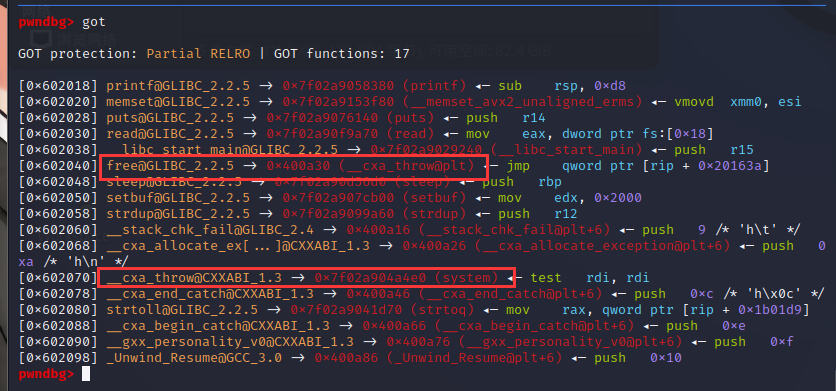 pwndbg> got
GOT protection: Partial RELRO | GOT functions: 17
[0×602018] printf@GLIBC_2.2.5 → 0×7f02a9058380 (printf) ◂— sub rsp, 0×d8
[0×602020] memset@GLIBC_2.2.5 → 0×7f02a9153f80 (__memset_avx2_unaligned_erms) ◂— vmovd xmm0, esi
[0×602028] puts@GLIBC_2.2.5 → 0×7f02a9076140 (puts) ◂— push r14
[0×602030] read@GLIBC_2.2.5 → 0×7f02a90f9a70 (read) ◂— mov eax, dword ptr fs:[0×18]
[0×602038] __libc_start_main@GLIBC_2.2.5 → 0×7f02a9029240 (__libc_start_main) ◂— push r15
[0×602040] free@GLIBC_2.2.5 → 0×400a30 (__cxa_throw@plt) ◂— jmp qword ptr [rip + 0×20163a]
[0×602048] sleep@GLIBC_2.2.5 → (sleep) ◂— push rbp
[0×602050] setbuf@GLIBC_2.2.5 → 0×7f02a907cb00 (setbuf) ◂— mov edx, 0×2000
[0×602058] strdup@GLIBC_2.2.5 → 0×7f02a9099a60 (strdup) ◂— push r12
[0×602060] __stack_chk_fail@GLIBC_2.4 → 0×400a16 (__stack_chk_fail@plt+6) ◂— push 9 /* 'h\t' */
[0×602068] __cxa_allocate_ex[...]@CXXABI_1.3 → 0×400a26 (__cxa_allocate_exception@plt+6) ◂— push 0
xa /* 'h\n' */
[0×602070] __cxa_throw@CXXABI_1.3 → 0×7f02a904a4e0 (system) ◂— test rdi, rdi
[0×602078] __cxa_end_catch@CXXABI_1.3 → 0×400a46 (__cxa_end_catch@plt+6) ◂— push 0×c /* 'h\x0c' */
[0×602080] strtoll@GLIBC_2.2.5 → 0×7f02a9041d70 (strtoq) ◂— mov rax, qword ptr [rip + 0×1b01d9]
[0×602088] __cxa_begin_catch@CXXABI_1.3 → 0×400a66 (__cxa_begin_catch@plt+6) ◂— push 0×e
[0×602090] __gxx_personality_v0@CXXABI_1.3 → 0×400a76 (__gxx_personality_v0@plt+6) ◂— push 0×f
[0×602098] _Unwind_Resume@GCC_3.0 → 0×400a86 (_Unwind_Resume@plt+6) ◂— push 0×10
pwndbg>